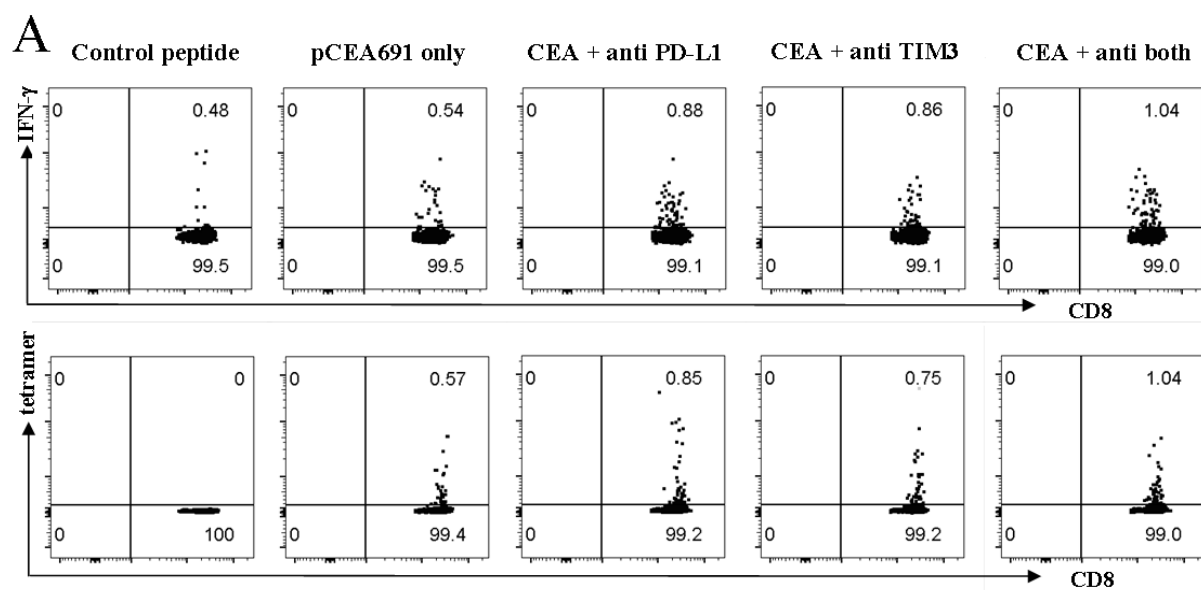 A
Control peptide pCEA691 only CEA + anti PD-L1 CEA + anti TIM3 CEA + anti both
IFN-γ
0 0.48 0 0.54 0 0.88 0 0.86 0 1.04
0 99.5 0 99.5 0 99.1 0 99.1 0 99.0
CD8
tetramer
0 0 0 0.57 0 0.85 0 0.75 0 1.04
0 100 0 99.4 0 99.2 0 99.2 0 99.0
CD8